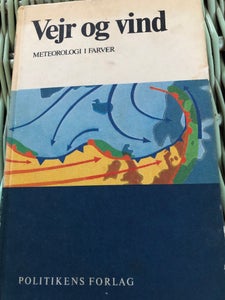 Vejr og vind
METEOROLOGI I FARVER
POLITIKENS FORLAG